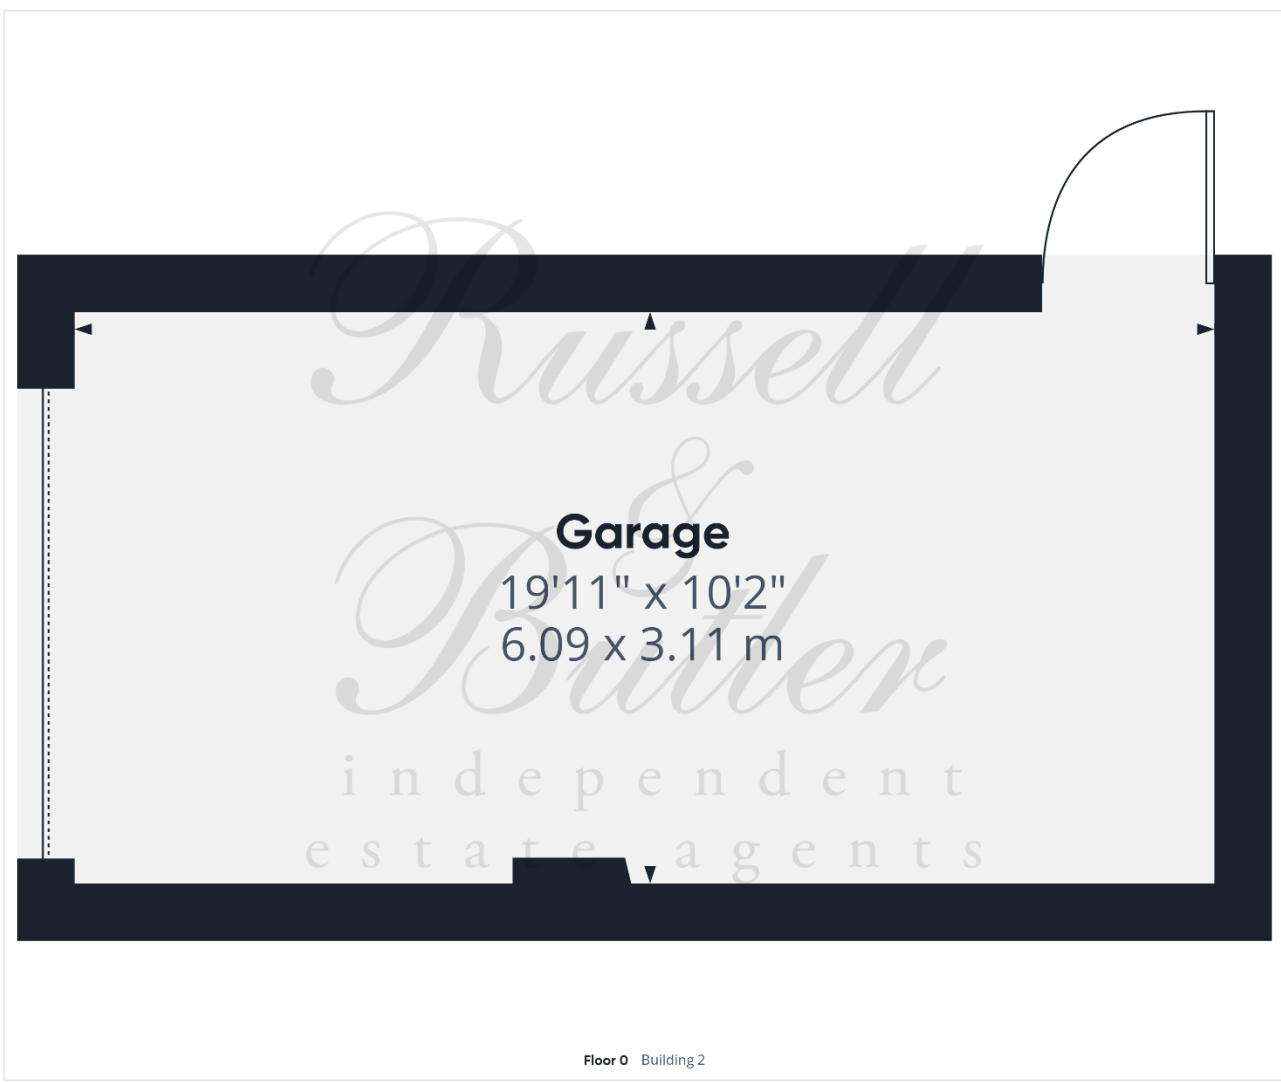 Russell
&
Butler
independent
estate agents
Garage
19'11" x 10'2"
6.09 x 3.11 m
Floor 0 Building 2